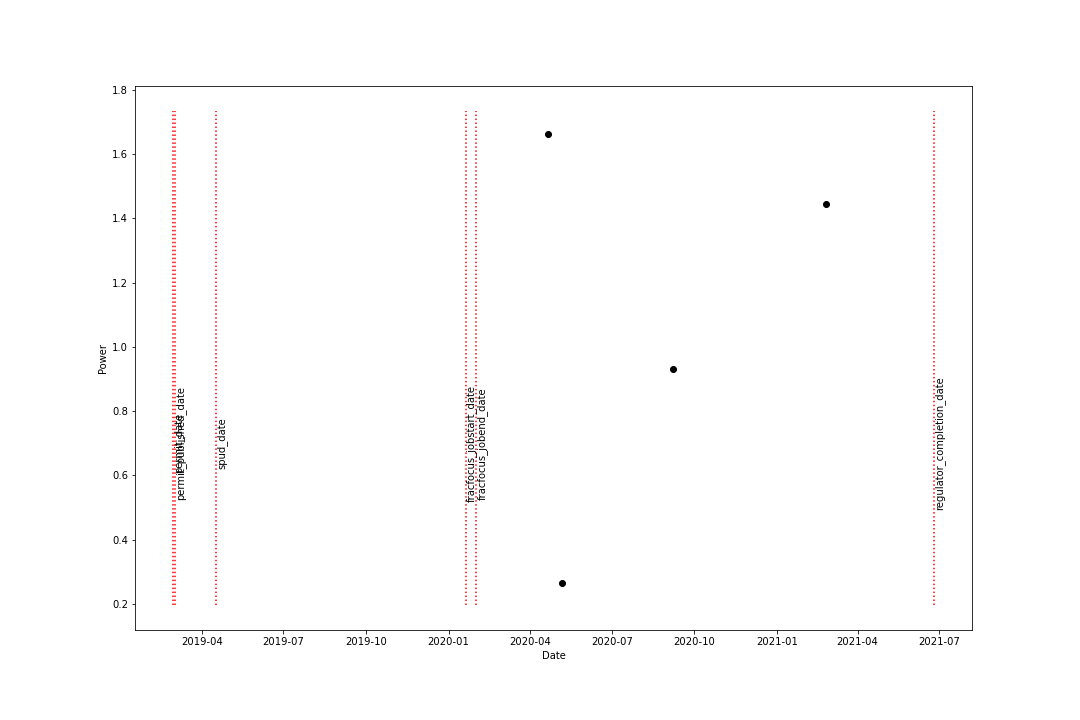 1.8
1.6
1.4
1.2
1.0
0.8
0.6
0.4
0.2
Power
permit_date
permit_published_date
spud_date
fracfocus_jobstart_date
fracfocus_jobend_date
regulator_completion_date
2019-04
2019-07
2019-10
2020-01
2020-04
2020-07
2020-10
2021-01
2021-04
2021-07
Date